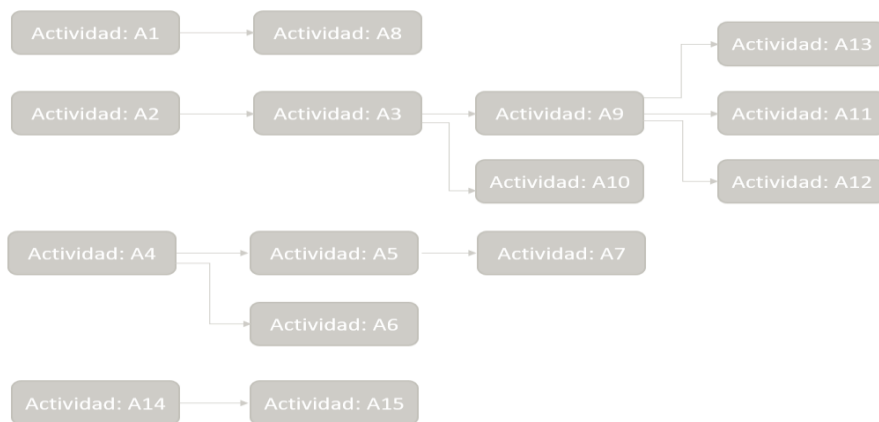 Actividad: A1
Actividad: A8
Actividad: A13
Actividad: A2
Actividad: A3
Actividad: A9
Actividad: A11
Actividad: A10
Actividad: A12
Actividad: A4
Actividad: A5
Actividad: A7
Actividad: A6
Actividad: A14
Actividad: A15